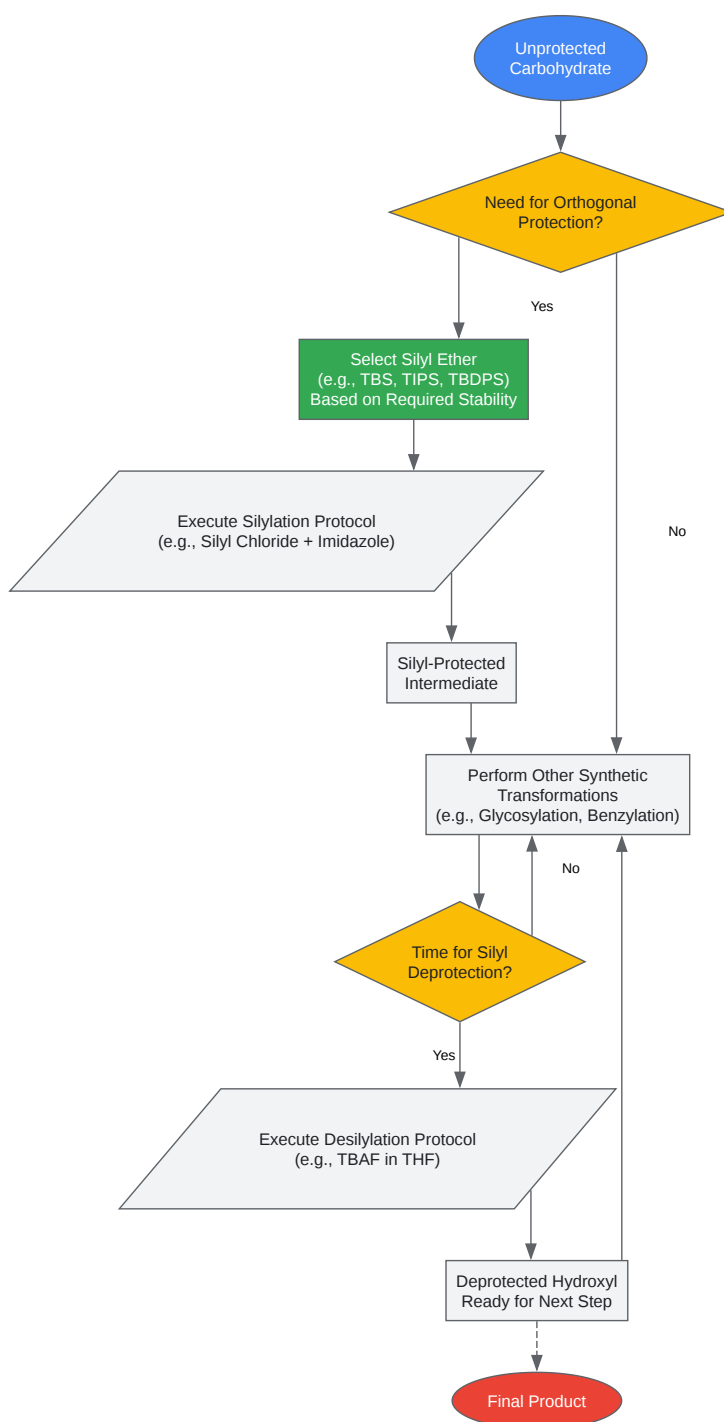 Unprotected
Carbohydrate
Need for Orthogonal
Protection?
Yes
Select Silyl Ether
(e.g., TBS, TIPS, TBDPS)
Based on Required Stability
Execute Silylation Protocol
(e.g., Silyl Chloride + Imidazole)
No
Silyl-Protected
Intermediate
Perform Other Synthetic
Transformations
(e.g., Glycosylation, Benzylation)
No
Time for Silyl
Deprotection?
Yes
Execute Desilylation Protocol
(e.g., TBAF in THF)
Deprotected Hydroxyl
Ready for Next Step
Final Product